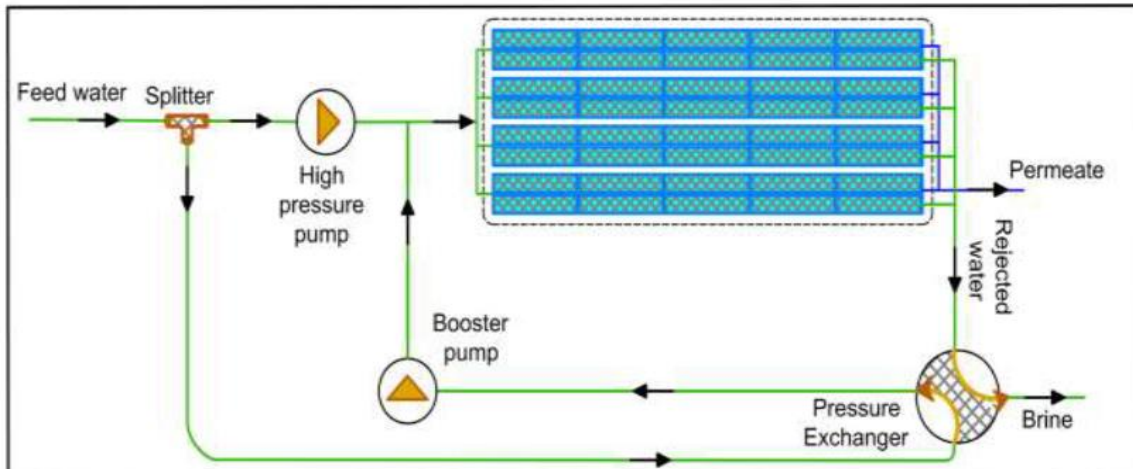 Feed water
Splitter
High
pressure
pump
Permeate
Rejected
water
Booster
pump
Pressure
Exchanger
Brine